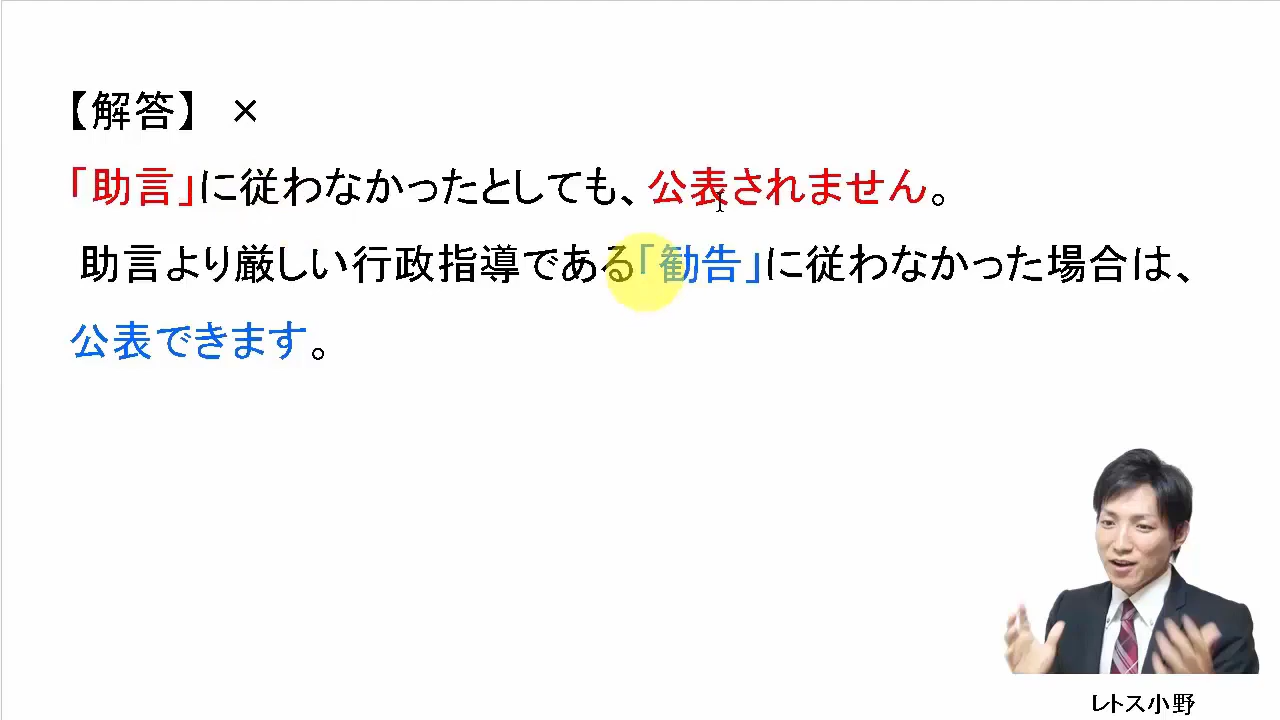 【解答】 ×
「助言」に従わなかったとしても、公表されません。
助言より厳しい行政指導である「勧告」に従わなかった場合は、
公表できます。
レトス小野